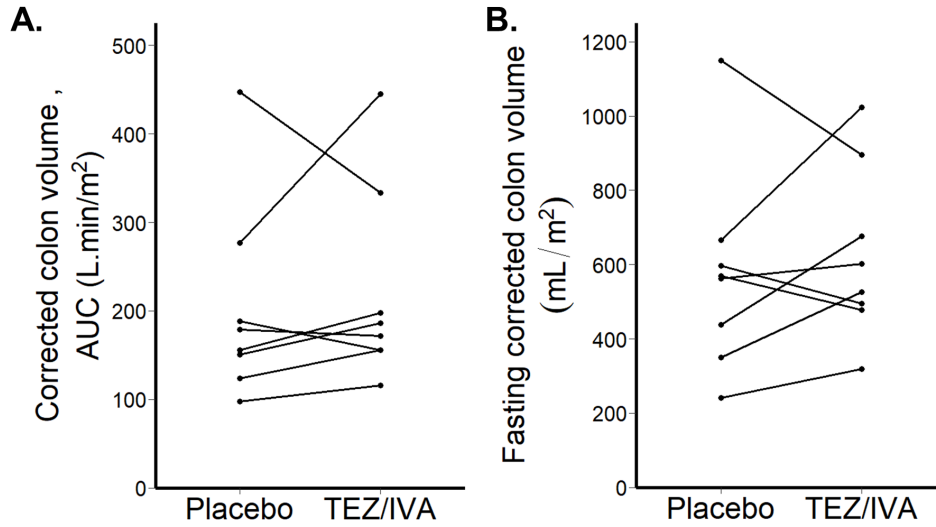 A.
Corrected colon volume ,
AUC (L.min/m²)
500
400
300
200
100
0
Placebo TEZ/IVA
B.
Fasting corrected colon volume
(mL/ m²)
1200
1000
800
600
400
200
0
Placebo TEZ/IVA